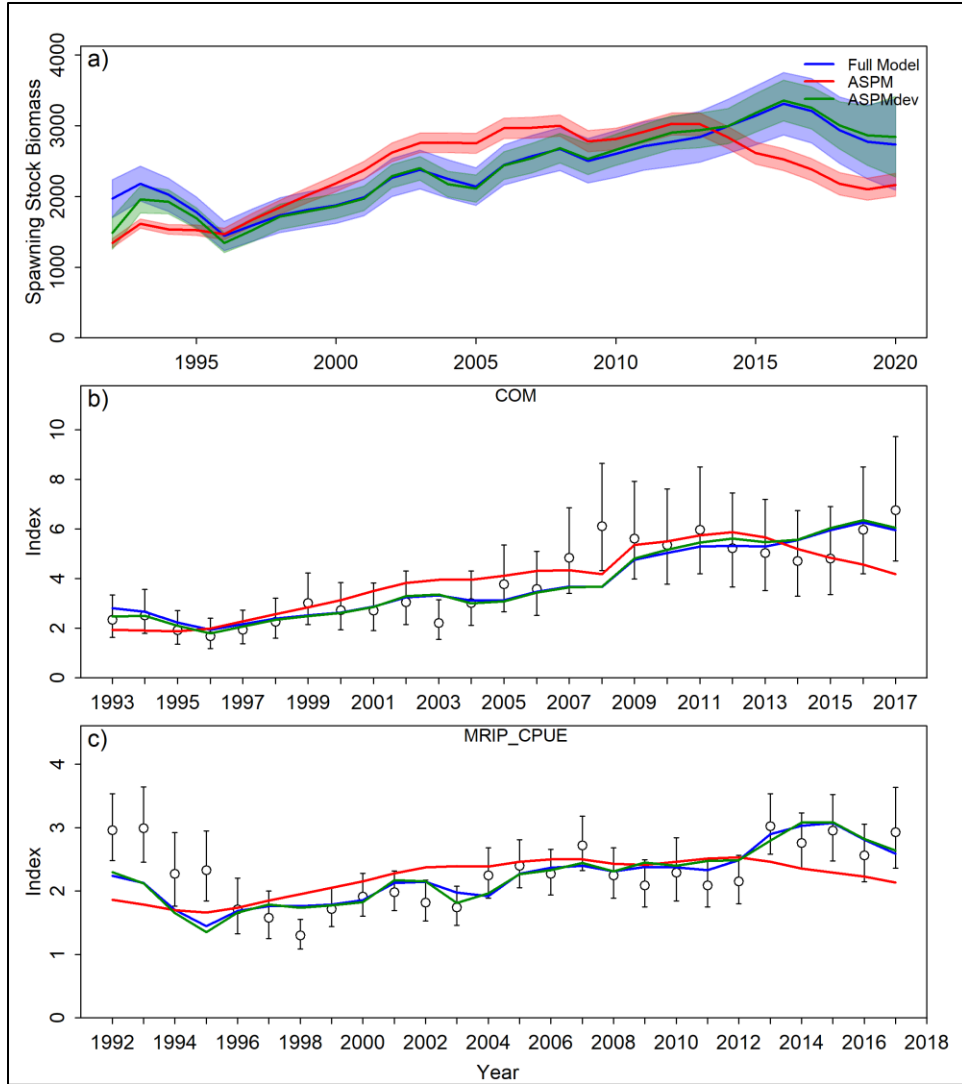 a)
Full Model
ASPM
ASPMdev
Spawning Stock Biomass
4000
3000
2000
1000
0
1995 2000 2005 2010 2015 2020
b)
COM
Index
10
8
6
4
2
0
1993 1995 1997 1999 2001 2003 2005 2007 2009 2011 2013 2015 2017
c)
MRIP_CPUE
Index
4
3
2
1
0
1992 1994 1996 1998 2000 2002 2004 2006 2008 2010 2012 2014 2016 2018
Year